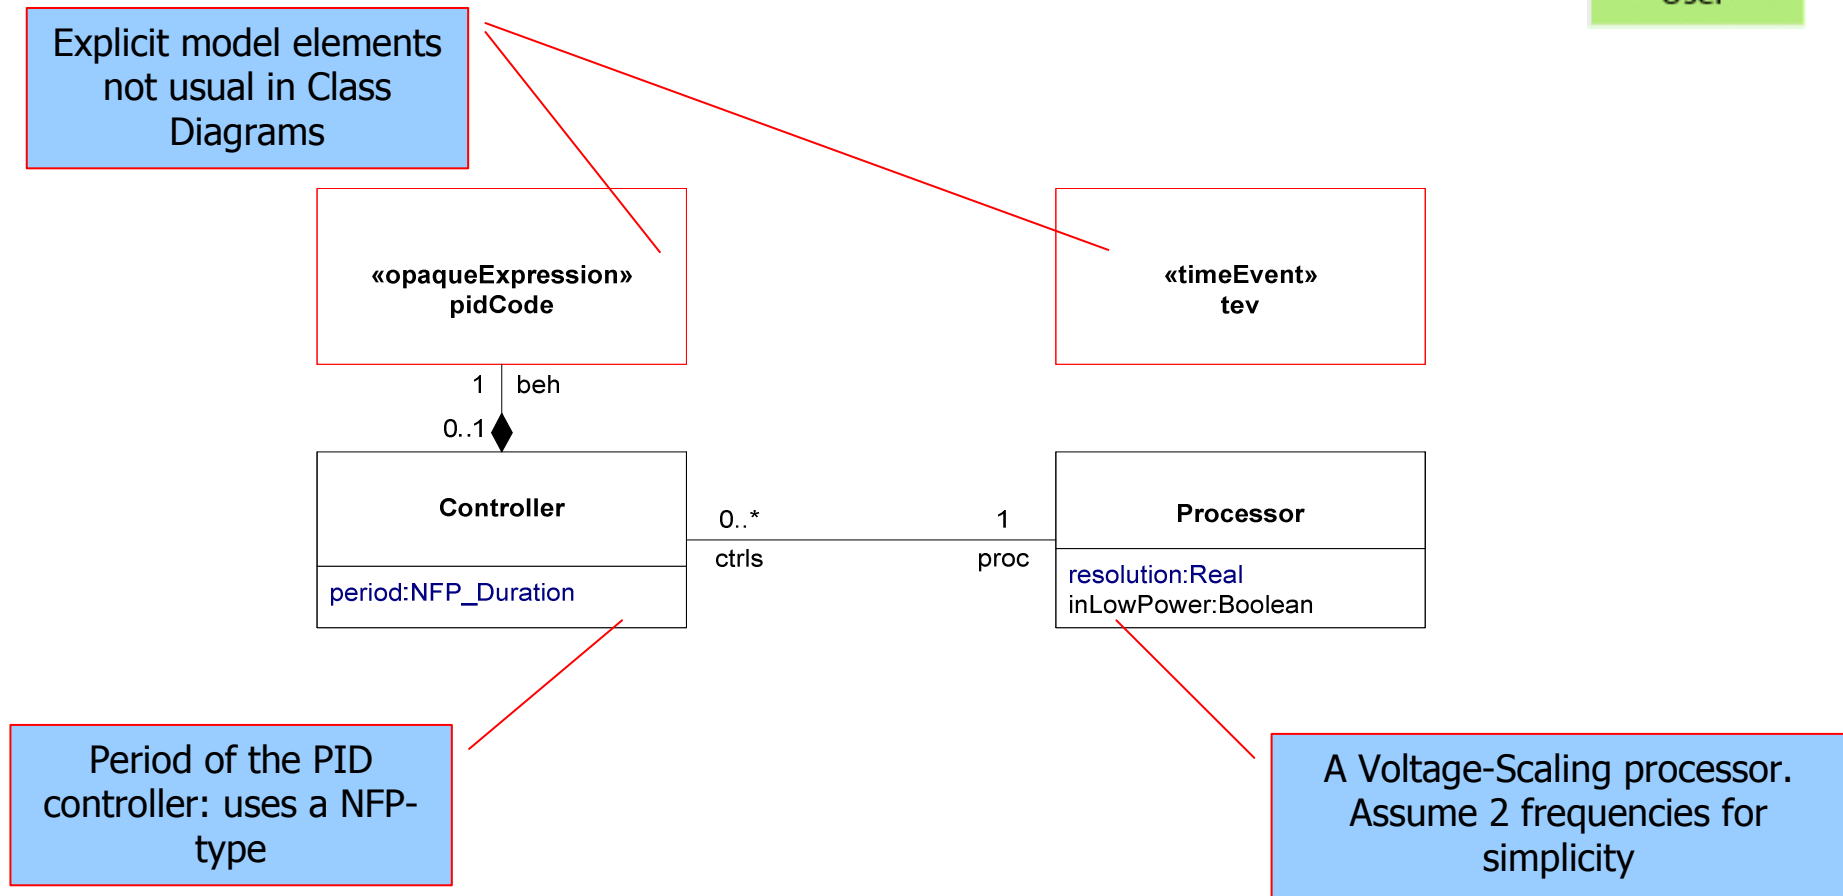 User
Explicit model elements
not usual in Class
Diagrams
«opaqueExpression»
pidCode
«timeEvent»
tev
1
beh
0..1
Controller
period:NFP_Duration
0..*
ctrls
1
proc
Processor
resolution:Real
inLowPower:Boolean
Period of the PID
controller: uses a NFP-
type
A Voltage-Scaling processor.
Assume 2 frequencies for
simplicity